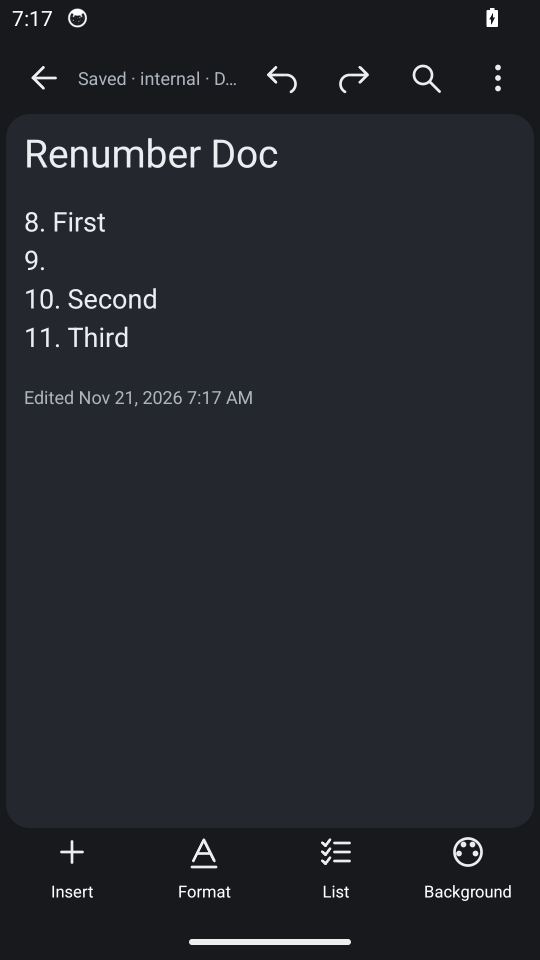 7:17
Saved · internal · D...
Renumber Doc
8. First
9.
10. Second
11. Third
Edited Nov 21, 2026 7:17 AM
Insert
Format
List
Background